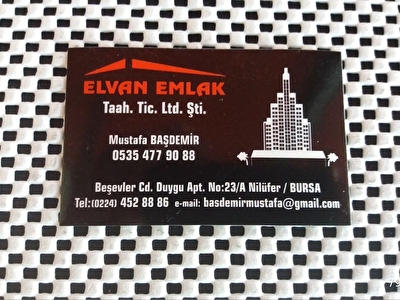 ELVAN EMLAK
Taah. Tic. Ltd. Şti.
Mustafa BAŞDEMİR
0535 477 90 88
Beşevler Cd. Duygu Apt. No:23/A Nilüfer / BURSA
Tel:(0224) 452 88 86 e-mail: basdemirmustafa@gmail.com